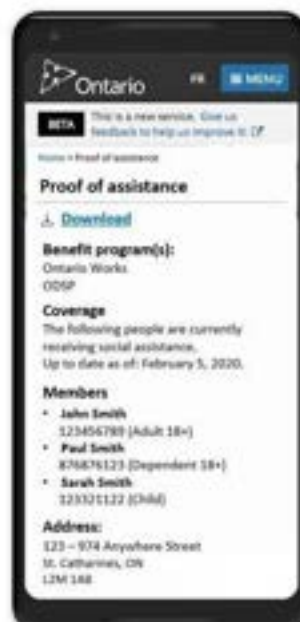 Ontario
FR
MENU
BETA
This is a new service. Give us
feedback to help us improve it.
Home > Proof of assistance
Proof of assistance
Download
Benefit program(s):
Ontario Works
ODSP
Coverage
The following people are currently
receiving social assistance.
Up to date as of: February 5, 2020.
Members
• John Smith
123456789 (Adult 18+)
• Paul Smith
876876123 (Dependent 18+)
• Sarah Smith
123321122 (Child)
Address:
123 – 974 Anywhere Street
St. Catharines, ON
L2M 1A8